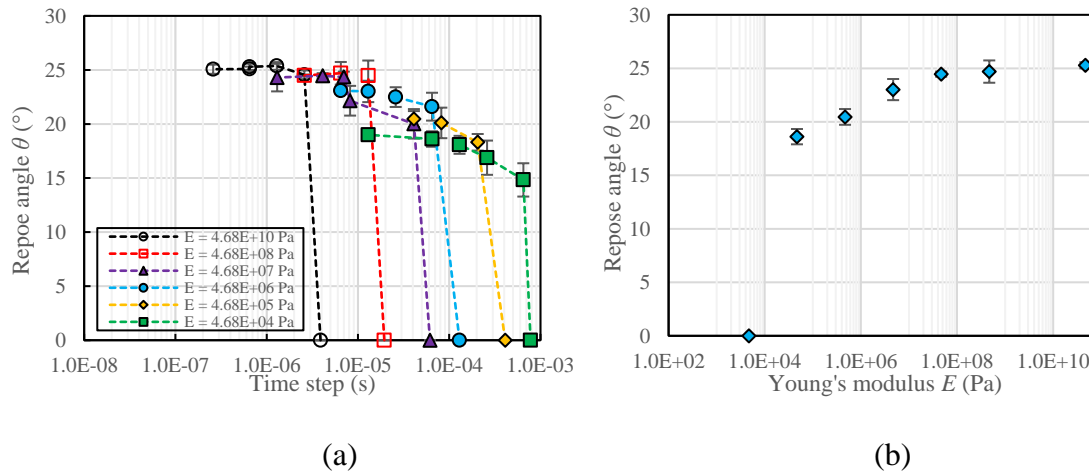 30
25
20
15
10
5
0
Repoe angle θ (°)
E = 4.68E+10 Pa
E = 4.68E+08 Pa
E = 4.68E+07 Pa
E = 4.68E+06 Pa
E = 4.68E+05 Pa
E = 4.68E+04 Pa
1.0E-08 1.0E-07 1.0E-06 1.0E-05 1.0E-04 1.0E-03
Time step (s)
(a)
30
25
20
15
10
5
0
Repose angle θ (°)
1.0E+02 1.0E+04 1.0E+06 1.0E+08 1.0E+10
Young's modulus E (Pa)
(b)